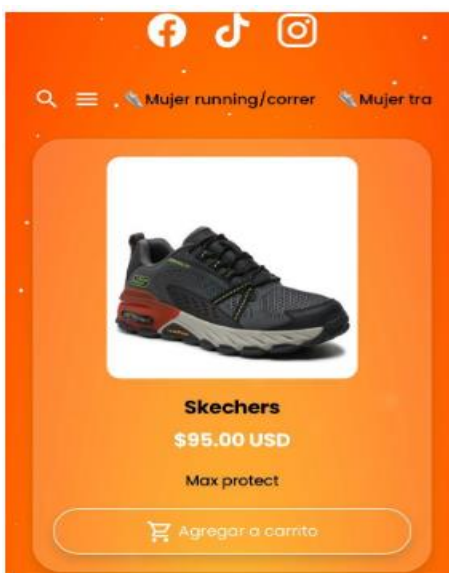 Mujer running/correr Mujer tra
Skechers
$95.00 USD
Max protect
Agregar a carrito